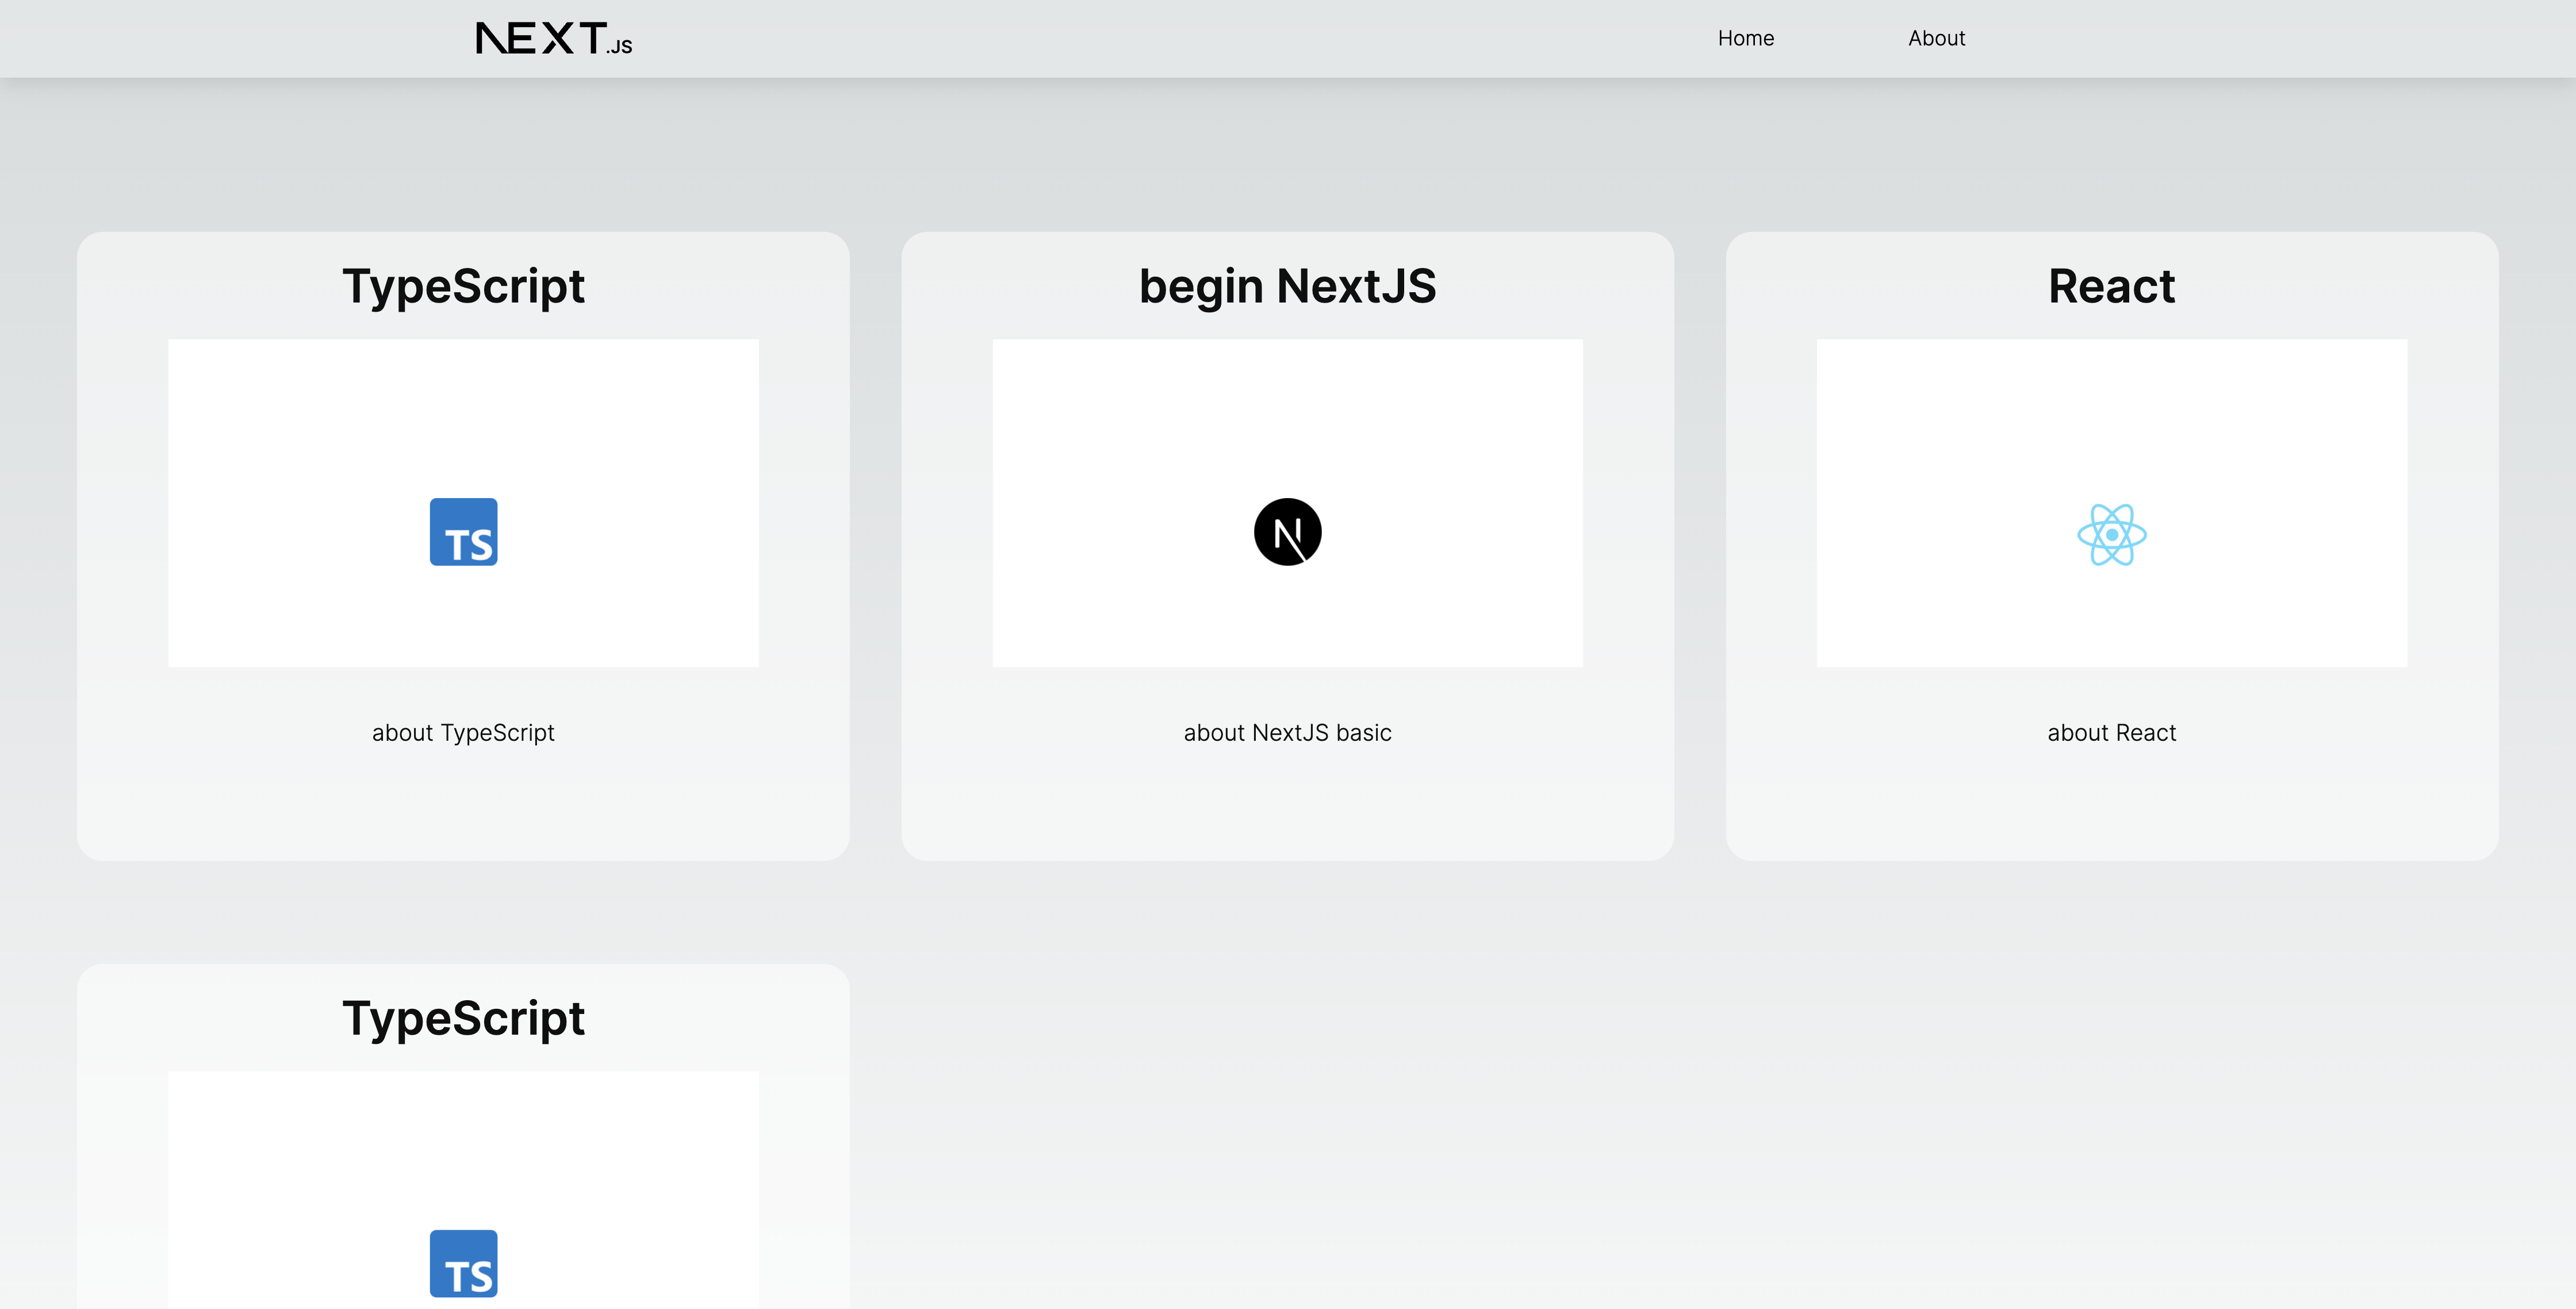 NEXT.JS
Home
About
TypeScript
begin NextJS
React
TS
N
about TypeScript
about NextJS basic
about React
TypeScript
TS